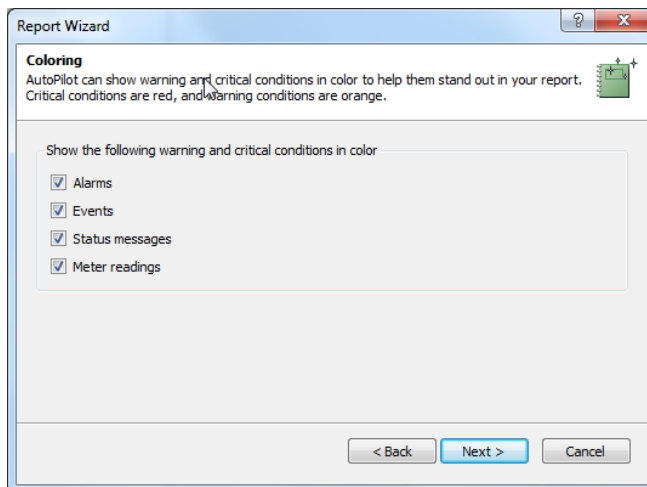 Report Wizard
Coloring
AutoPilot can show warning and critical conditions in color to help them stand out in your report.
Critical conditions are red, and warning conditions are orange.
Show the following warning and critical conditions in color
Alarms
Events
Status messages
Meter readings
< Back Next > Cancel